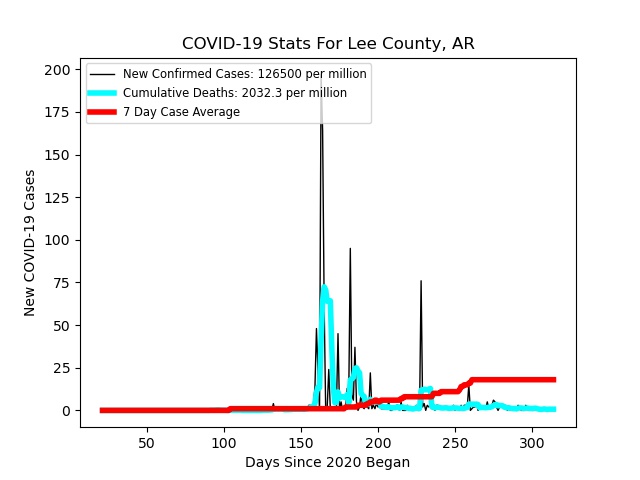 COVID-19 Stats For Lee County, AR
New Confirmed Cases: 126500 per million
Cumulative Deaths: 2032.3 per million
7 Day Case Average
New COVID-19 Cases
200
175
150
125
100
75
50
25
0
50 100 150 200 250 300
Days Since 2020 Began